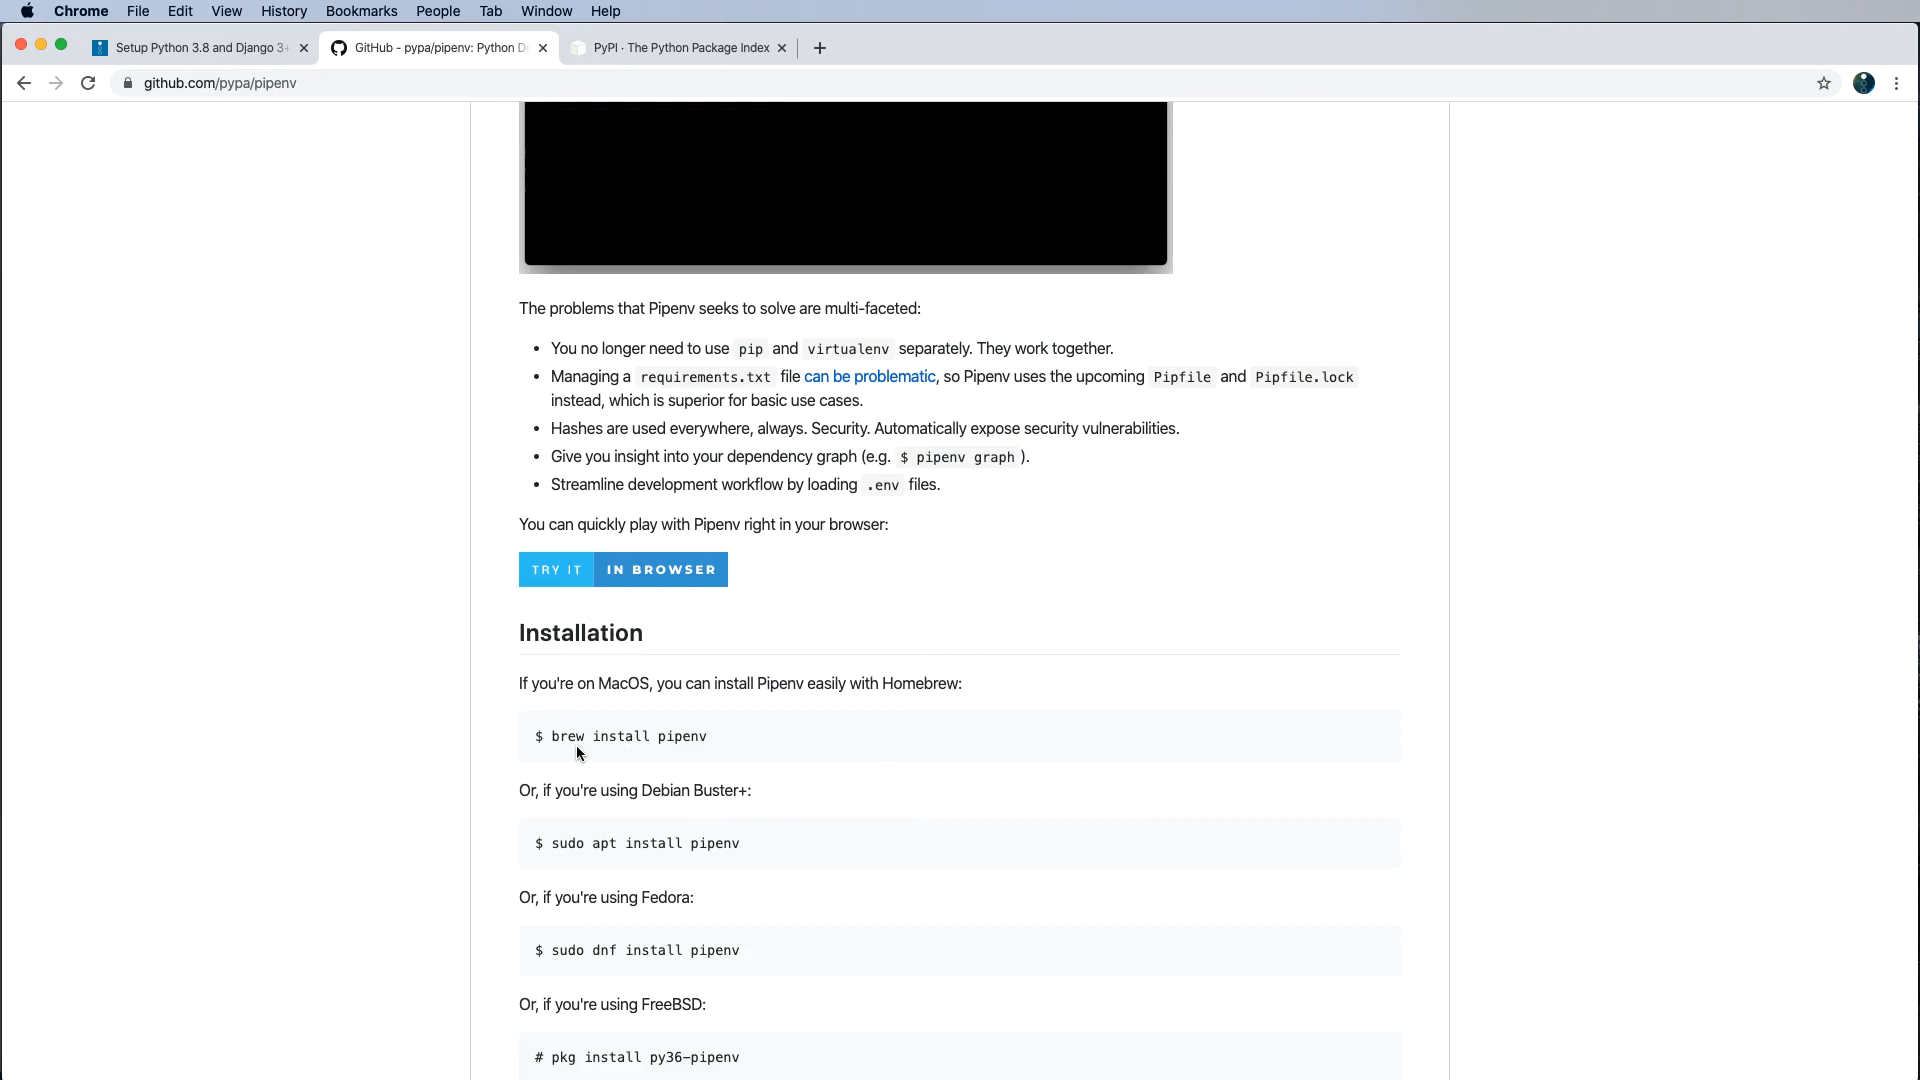 Chrome File Edit View History Bookmarks People Tab Window Help
Setup Python 3.8 and Django 3+
GitHub - pypa/pipenv: Python De
PyPI · The Python Package Index
github.com/pypa/pipenv
The problems that Pipenv seeks to solve are multi-faceted:
• You no longer need to use pip and virtualenv separately. They work together.
• Managing a requirements.txt file can be problematic, so Pipenv uses the upcoming Pipfile and Pipfile.lock
instead, which is superior for basic use cases.
• Hashes are used everywhere, always. Security. Automatically expose security vulnerabilities.
• Give you insight into your dependency graph (e.g. $ pipenv graph ).
• Streamline development workflow by loading .env files.
You can quickly play with Pipenv right in your browser:
TRY IT IN BROWSER
Installation
If you're on MacOS, you can install Pipenv easily with Homebrew:
$ brew install pipenv
Or, if you're using Debian Buster+:
$ sudo apt install pipenv
Or, if you're using Fedora:
$ sudo dnf install pipenv
Or, if you're using FreeBSD:
# pkg install py36-pipenv